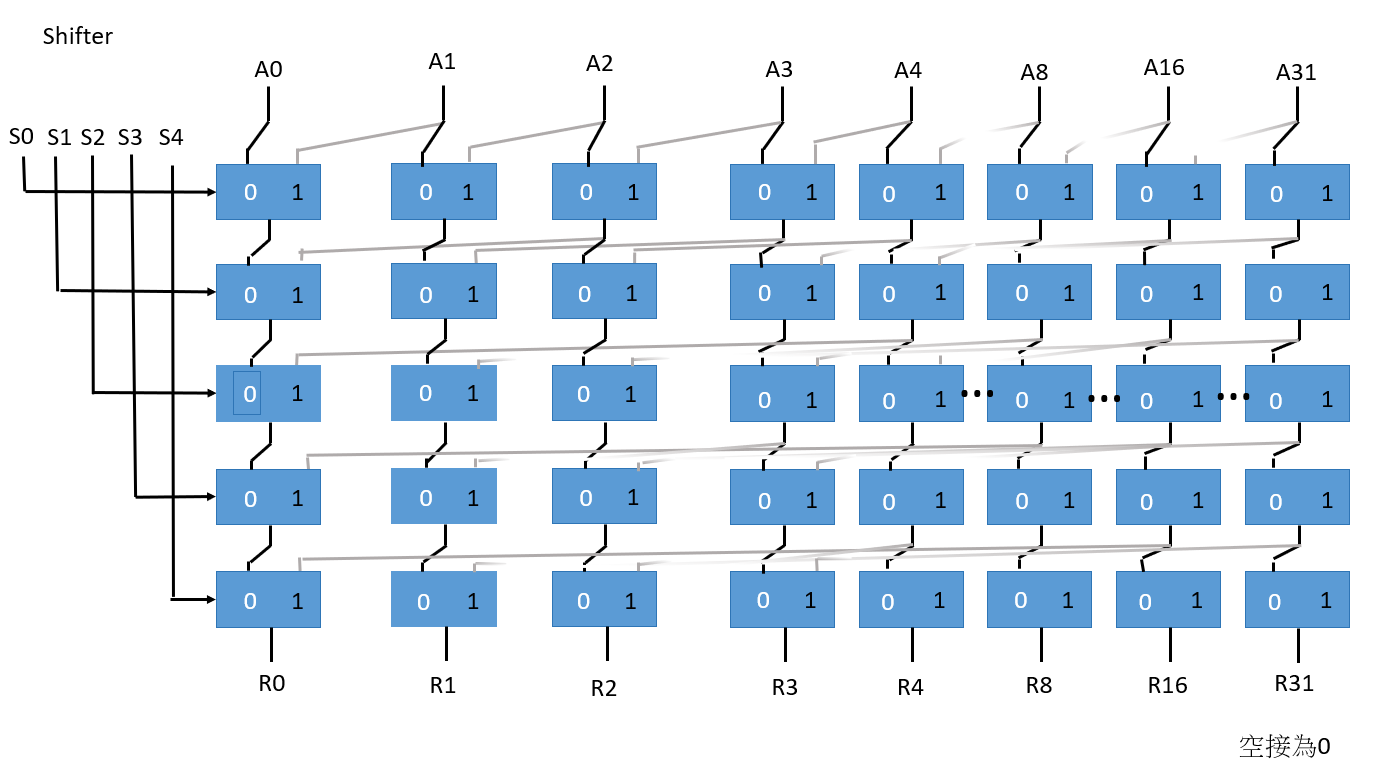 Shifter
A0 A1 A2 A3 A4 A8 A16 A31
S0 S1 S2 S3 S4
0 1 0 1 0 1 0 1 0 1 0 1 0 1 0 1
0 1 0 1 0 1 0 1 0 1 0 1 0 1 0 1
0 1 0 1 0 1 0 1 0 1 ... 0 1 ... 0 1 ... 0 1
0 1 0 1 0 1 0 1 0 1 0 1 0 1 0 1
0 1 0 1 0 1 0 1 0 1 0 1 0 1 0 1
R0 R1 R2 R3 R4 R8 R16 R31
空接為0